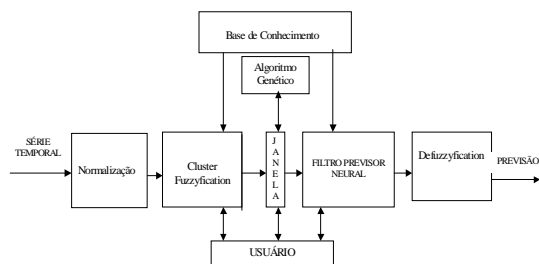 Base de Conhecimento
Algoritmo
Genético
SÉRIE
TEMPORAL
Normalização
Cluster
Fuzzyfication
J
A
N
E
L
A
FILTRO PREVISOR
NEURAL
Defuzzyfication
PREVISÃO
USUÁRIO